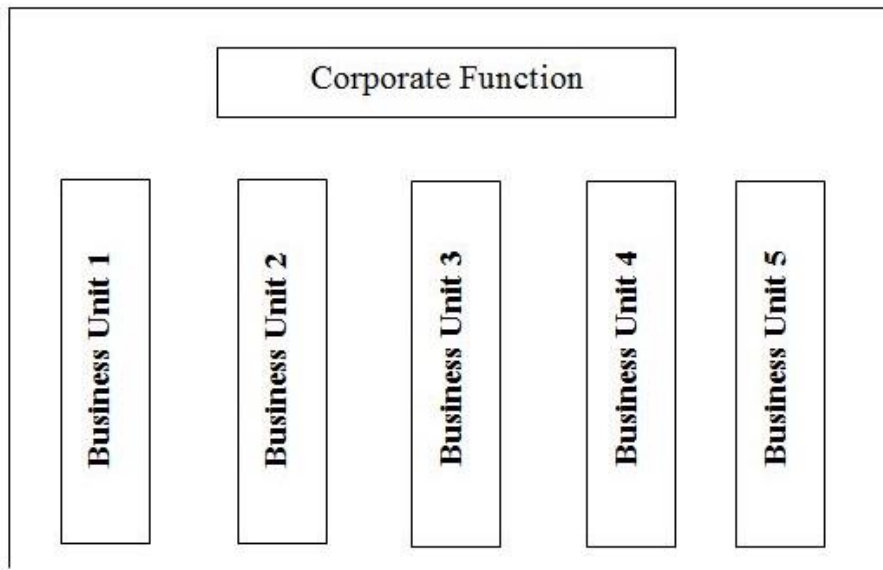 Corporate Function
Business Unit 1
Business Unit 2
Business Unit 3
Business Unit 4
Business Unit 5